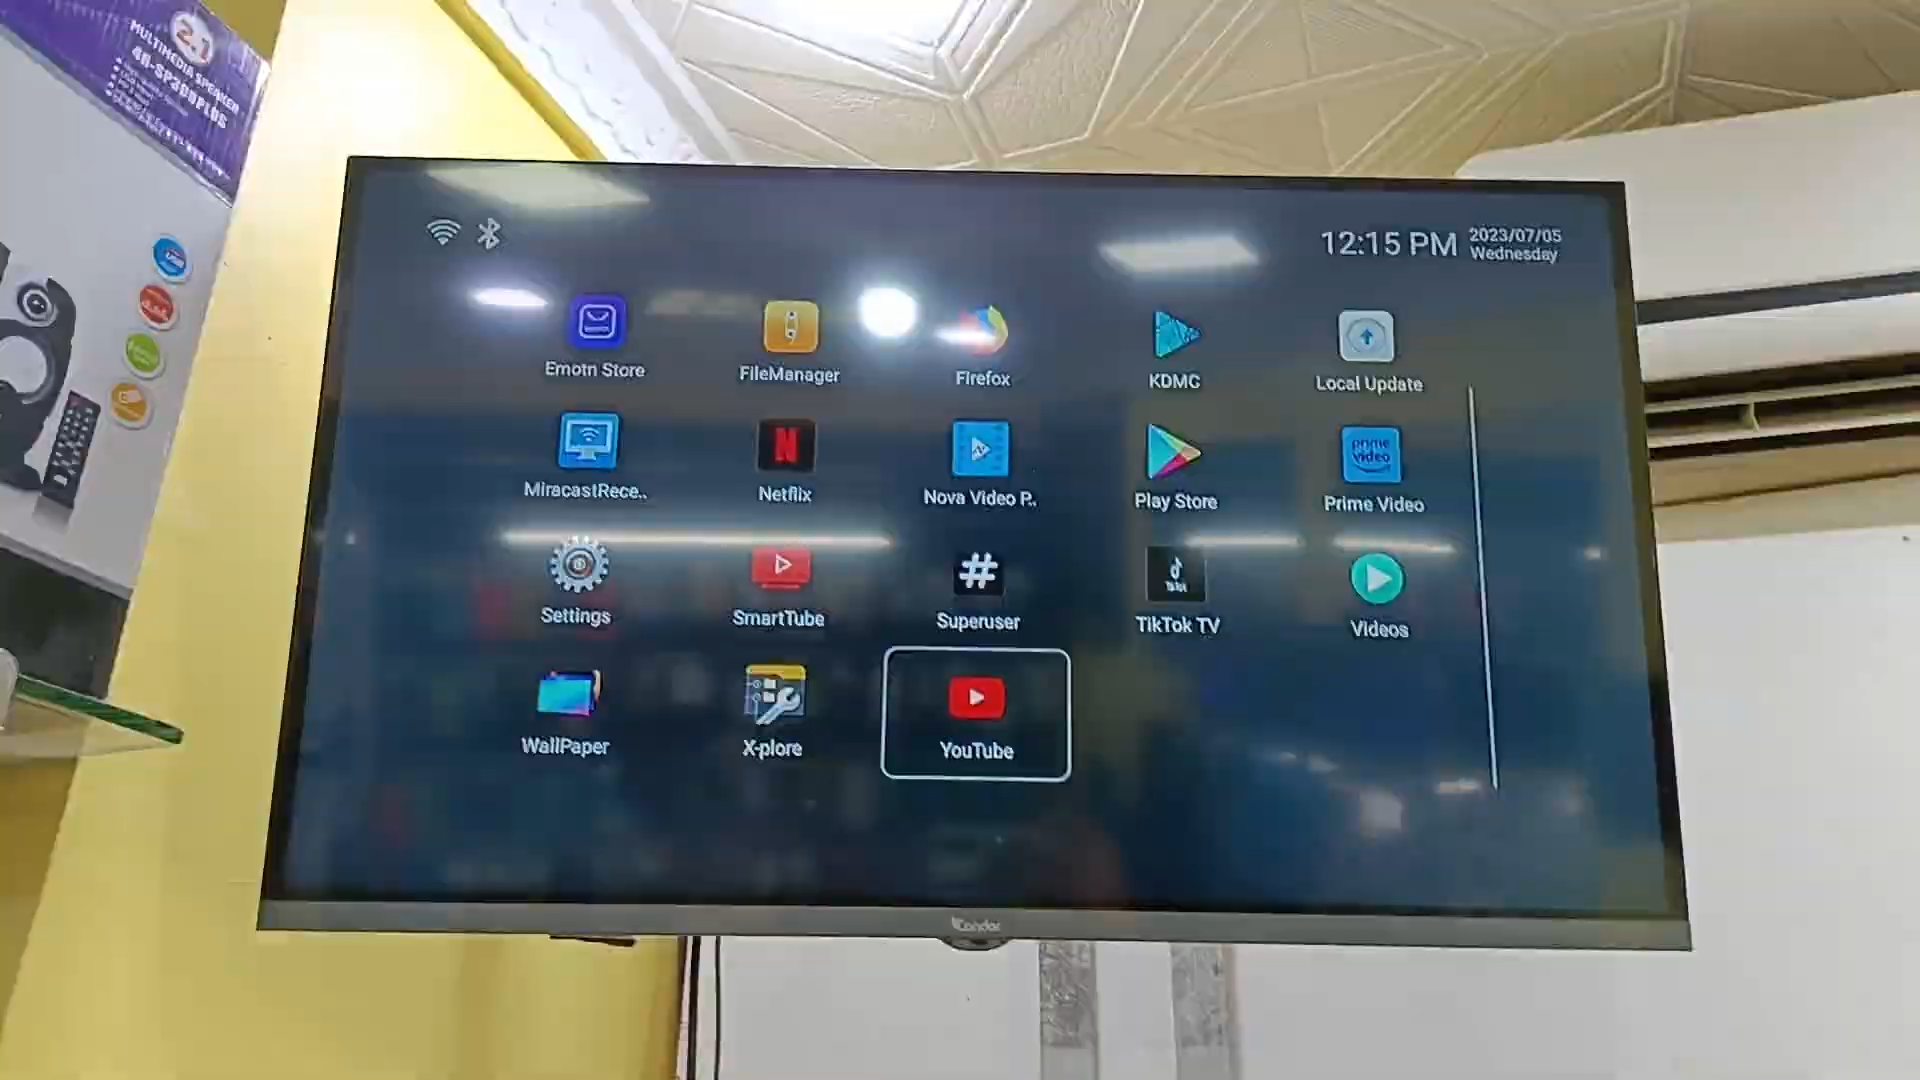 2.1
MULTIMEDIA SPEAKER
4H-SP300PLUS
12:15 PM
2023/07/05
Wednesday
Emotn Store
FileManager
Firefox
KDMC
Local Update
MiracastRece..
N
Netflix
Nova Video P..
Play Store
prime
video
Prime Video
Settings
SmartTube
#
Superuser
TikTok TV
Videos
WallPaper
X-plore
YouTube
Condor